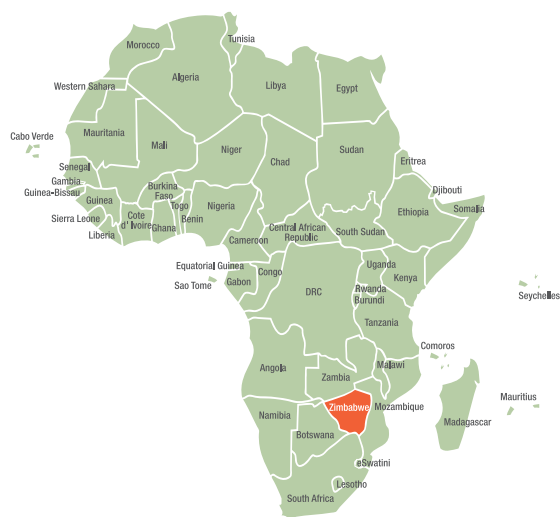 Tunisia
Morocco
Algeria
Libya
Egypt
Western Sahara
Mauritania
Mali
Niger
Chad
Sudan
Eritrea
Cabo Verde
Senegal
Gambia
Guinea-Bissau
Guinea
Sierra Leone
Liberia
Cote
d' Ivoire
Burkina
Faso
Ghana
Togo
Benin
Nigeria
Cameroon
Central African
Republic
South Sudan
Ethiopia
Djibouti
Somalia
Equatorial Guinea
Sao Tome
Gabon
Congo
DRC
Uganda
Kenya
Rwanda
Burundi
Tanzania
Seychelles
Comoros
Angola
Zambia
Malawi
Mozambique
Zimbabwe
Namibia
Botswana
Madagascar
Mauritius
eSwatini
Lesotho
South Africa